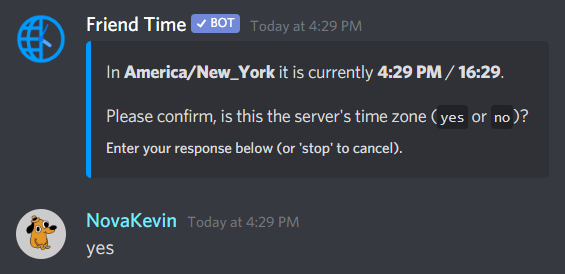 Friend Time ✓ BOT Today at 4:29 PM
In America/New_York it is currently 4:29 PM / 16:29.
Please confirm, is this the server's time zone (yes or no)?
Enter your response below (or 'stop' to cancel).
NovaKevin Today at 4:29 PM
yes